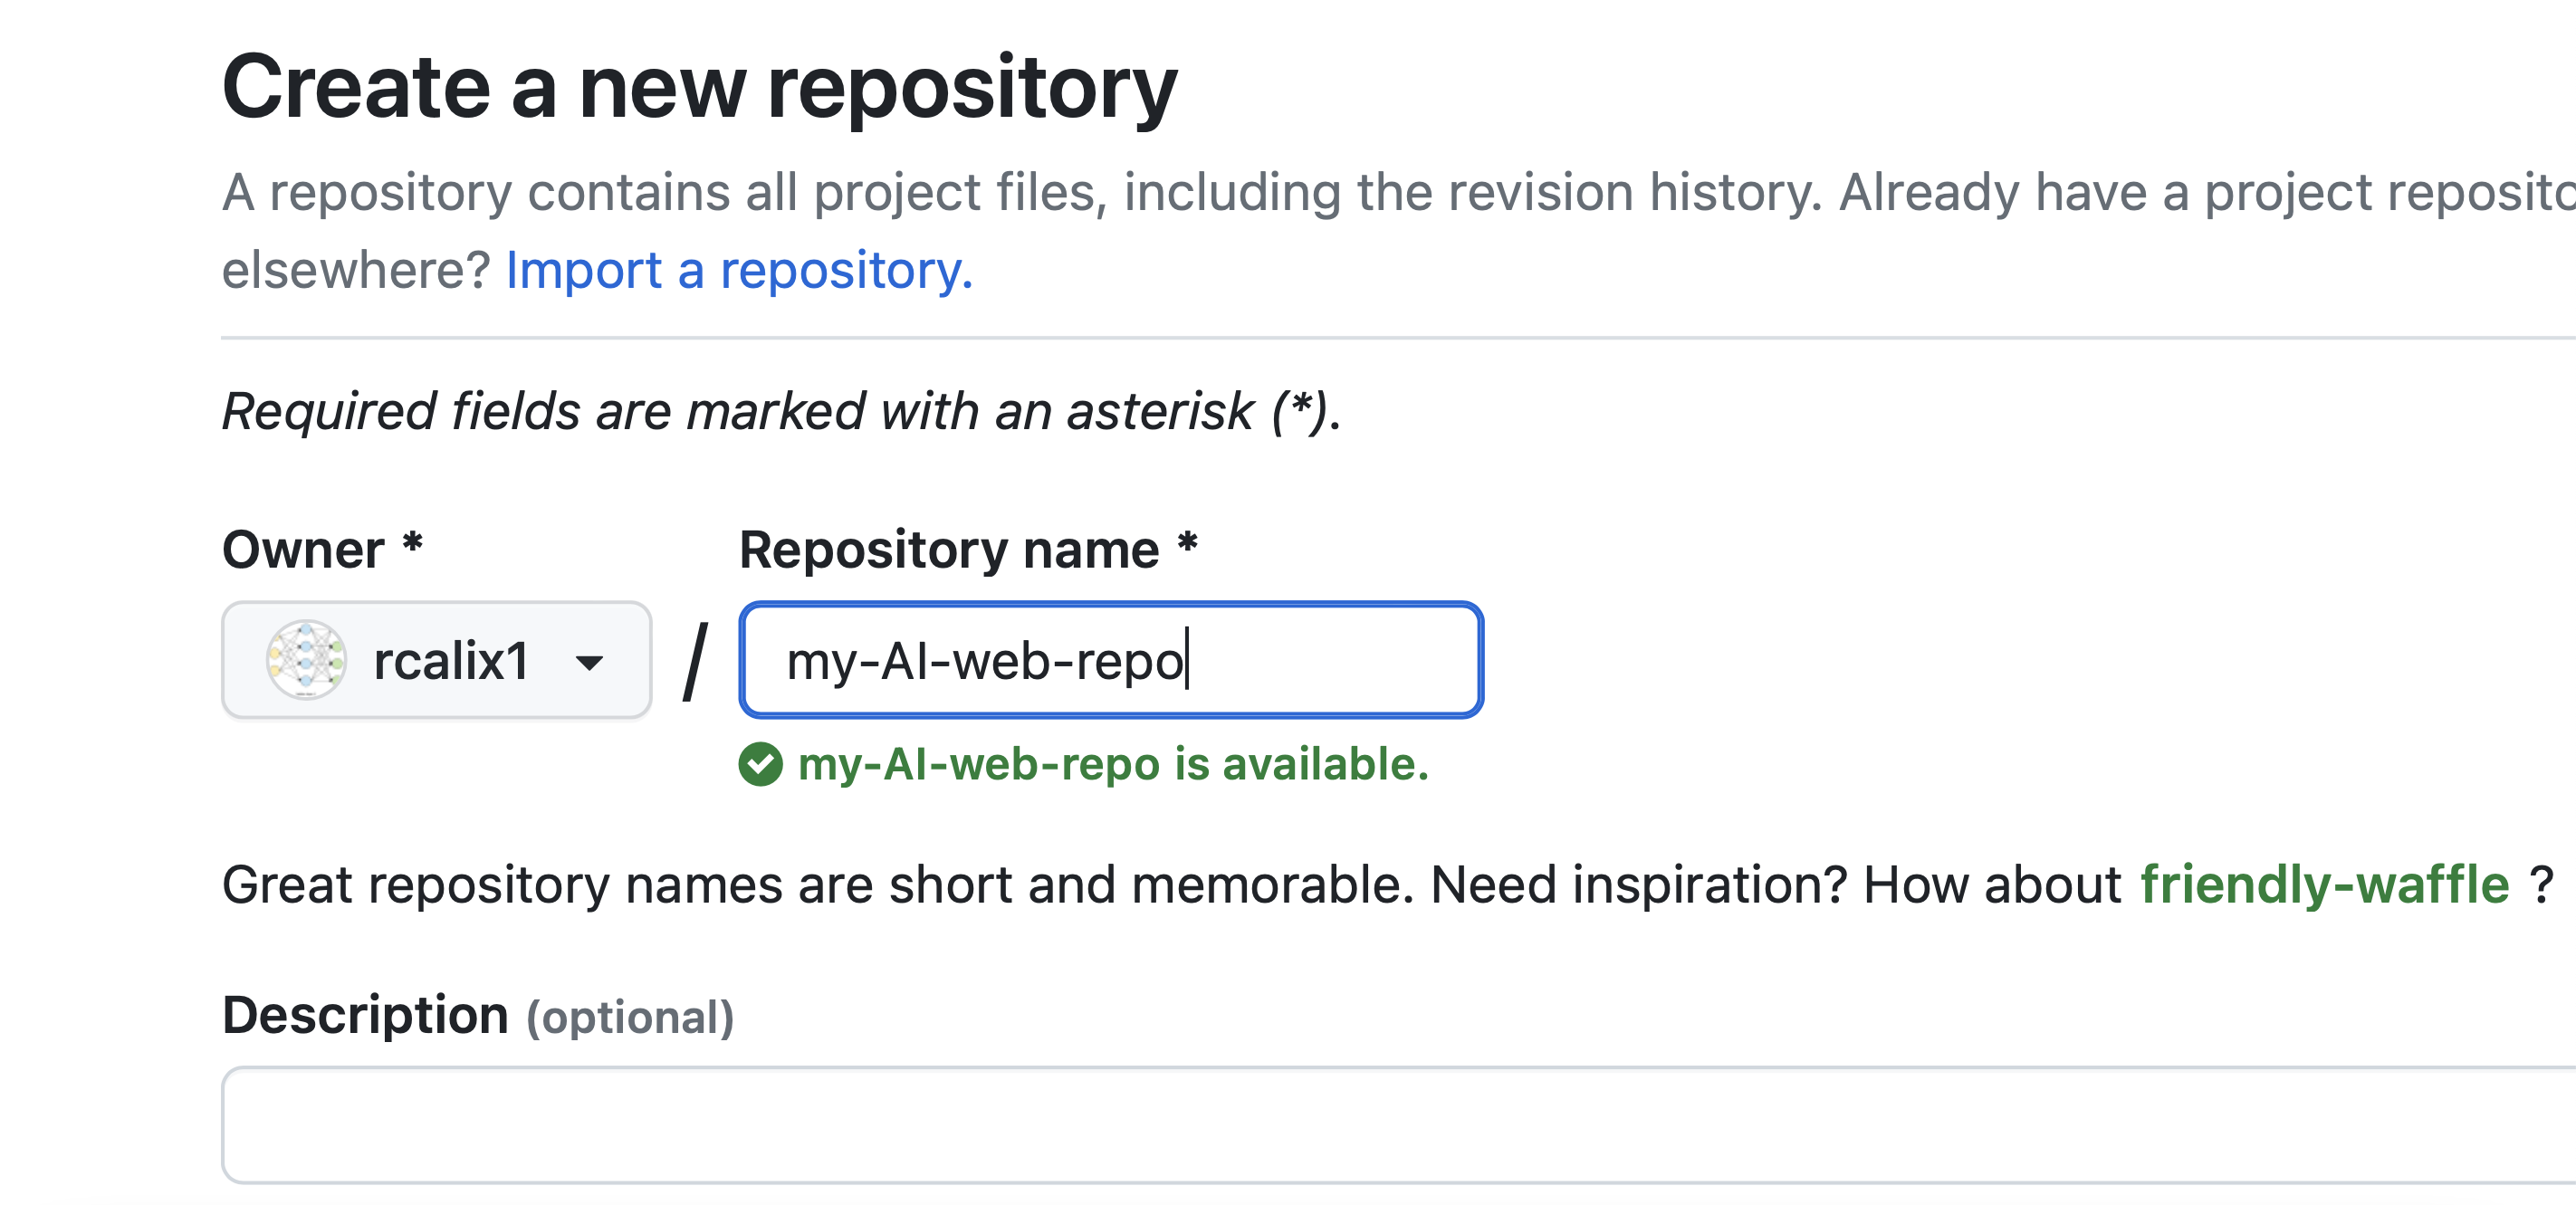 Create a new repository
A repository contains all project files, including the revision history. Already have a project reposito
elsewhere? Import a repository.
Required fields are marked with an asterisk (*).
Owner * Repository name *
rcalix1 / my-AI-web-repo
my-AI-web-repo is available.
Great repository names are short and memorable. Need inspiration? How about friendly-waffle ?
Description (optional)